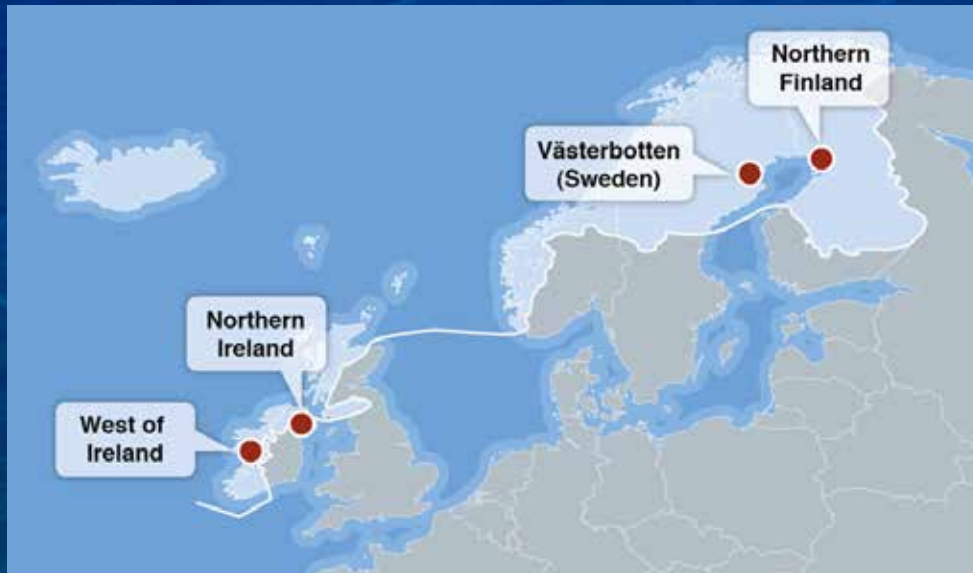 Northern
Finland
Västerbotten
(Sweden)
Northern
Ireland
West of
Ireland